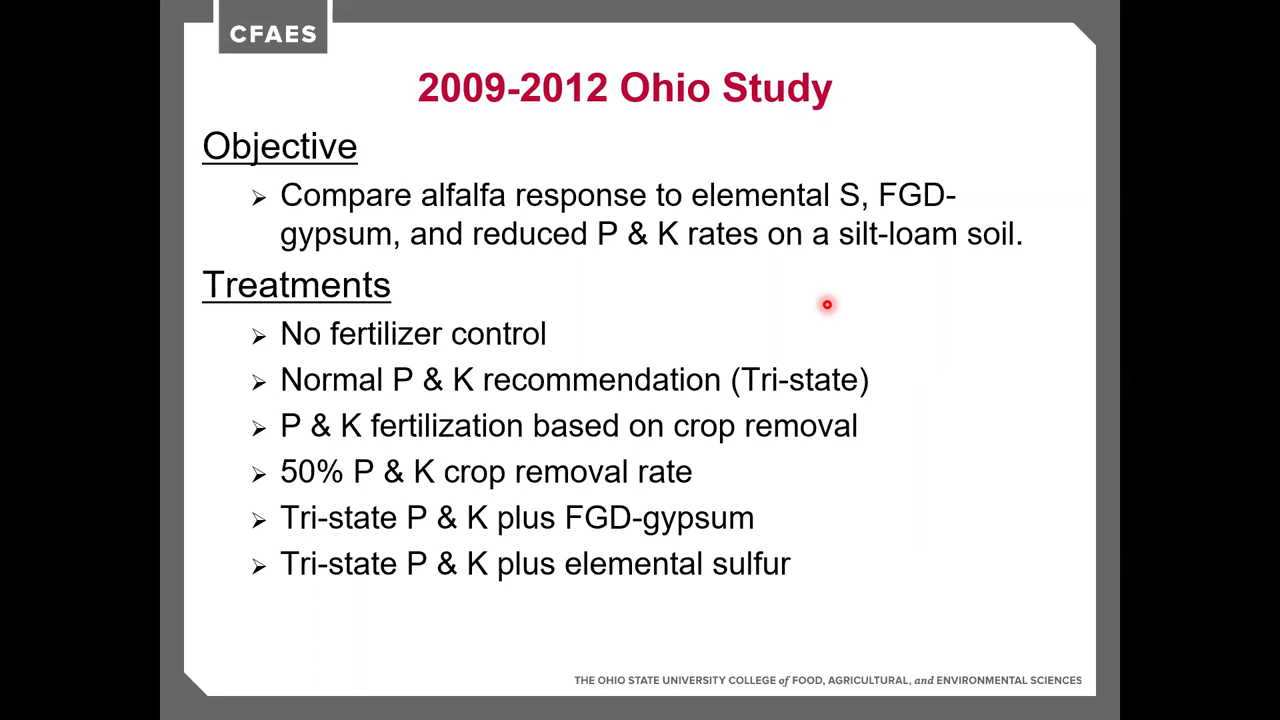 CFAES
2009-2012 Ohio Study
Objective
Compare alfalfa response to elemental S, FGD-
gypsum, and reduced P & K rates on a silt-loam soil.
Treatments
No fertilizer control
Normal P & K recommendation (Tri-state)
P & K fertilization based on crop removal
50% P & K crop removal rate
Tri-state P & K plus FGD-gypsum
Tri-state P & K plus elemental sulfur
THE OHIO STATE UNIVERSITY COLLEGE of FOOD, AGRICULTURAL, and ENVIRONMENTAL SCIENCES